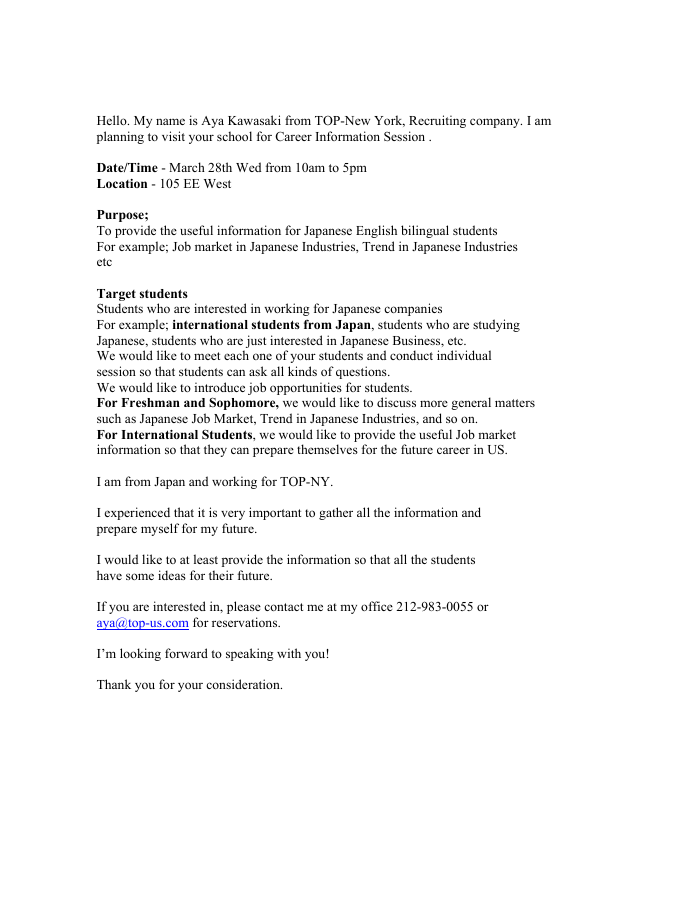 Hello. My name is Aya Kawasaki from TOP-New York, Recruiting company. I am
planning to visit your school for Career Information Session .
Date/Time - March 28th Wed from 10am to 5pm
Location - 105 EE West
Purpose;
To provide the useful information for Japanese English bilingual students
For example; Job market in Japanese Industries, Trend in Japanese Industries
etc
Target students
Students who are interested in working for Japanese companies
For example; international students from Japan, students who are studying
Japanese, students who are just interested in Japanese Business, etc.
We would like to meet each one of your students and conduct individual
session so that students can ask all kinds of questions.
We would like to introduce job opportunities for students.
For Freshman and Sophomore, we would like to discuss more general matters
such as Japanese Job Market, Trend in Japanese Industries, and so on.
For International Students, we would like to provide the useful Job market
information so that they can prepare themselves for the future career in US.
I am from Japan and working for TOP-NY.
I experienced that it is very important to gather all the information and
prepare myself for my future.
I would like to at least provide the information so that all the students
have some ideas for their future.
If you are interested in, please contact me at my office 212-983-0055 or
aya@top-us.com for reservations.
I’m looking forward to speaking with you!
Thank you for your consideration.